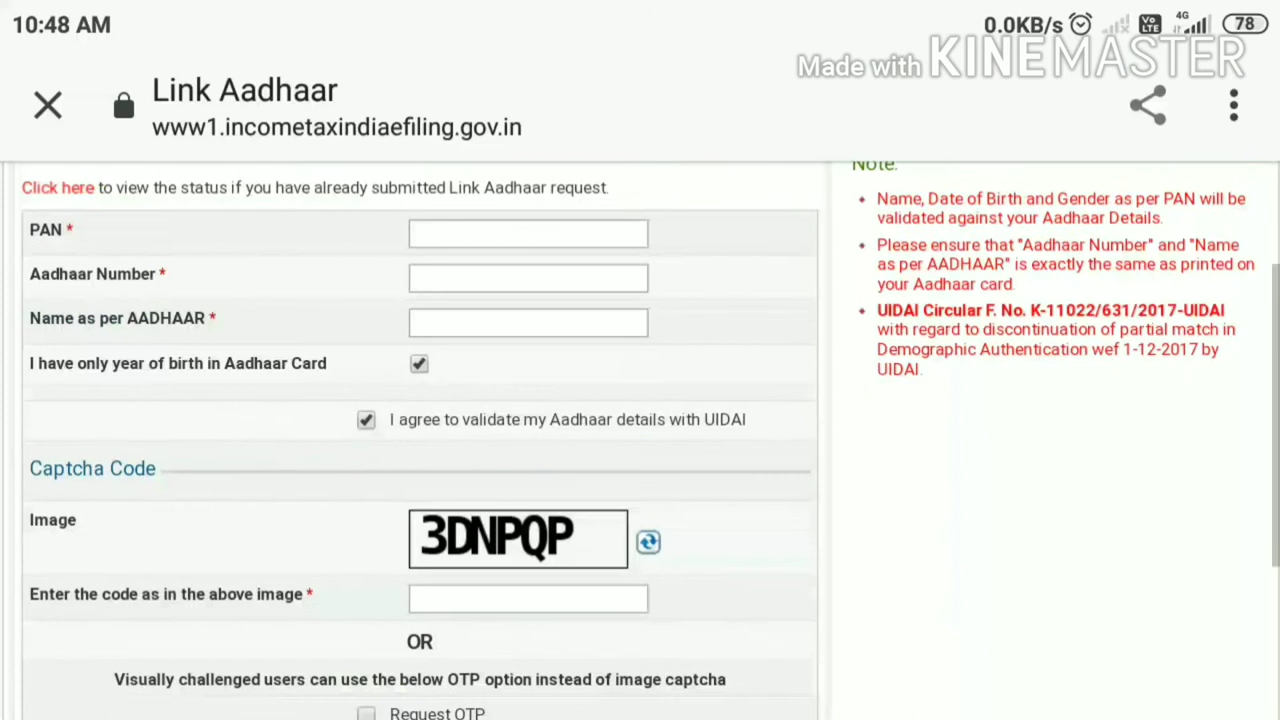 10:48 AM
0.0KB/s
Vo LTE
4G
78
Made with KINEMASTER
Link Aadhaar
www1.incometaxindiaefiling.gov.in
Click here to view the status if you have already submitted Link Aadhaar request.
PAN *
Aadhaar Number *
Name as per AADHAAR *
I have only year of birth in Aadhaar Card
I agree to validate my Aadhaar details with UIDAI
Captcha Code
Image
3DNPQP
Enter the code as in the above image *
OR
Visually challenged users can use the below OTP option instead of image captcha
Request OTP
Note:
• Name, Date of Birth and Gender as per PAN will be
validated against your Aadhaar Details.
• Please ensure that "Aadhaar Number" and "Name
as per AADHAAR" is exactly the same as printed on
your Aadhaar card.
• UIDAI Circular F. No. K-11022/631/2017-UIDAI
with regard to discontinuation of partial match in
Demographic Authentication wef 1-12-2017 by
UIDAI.